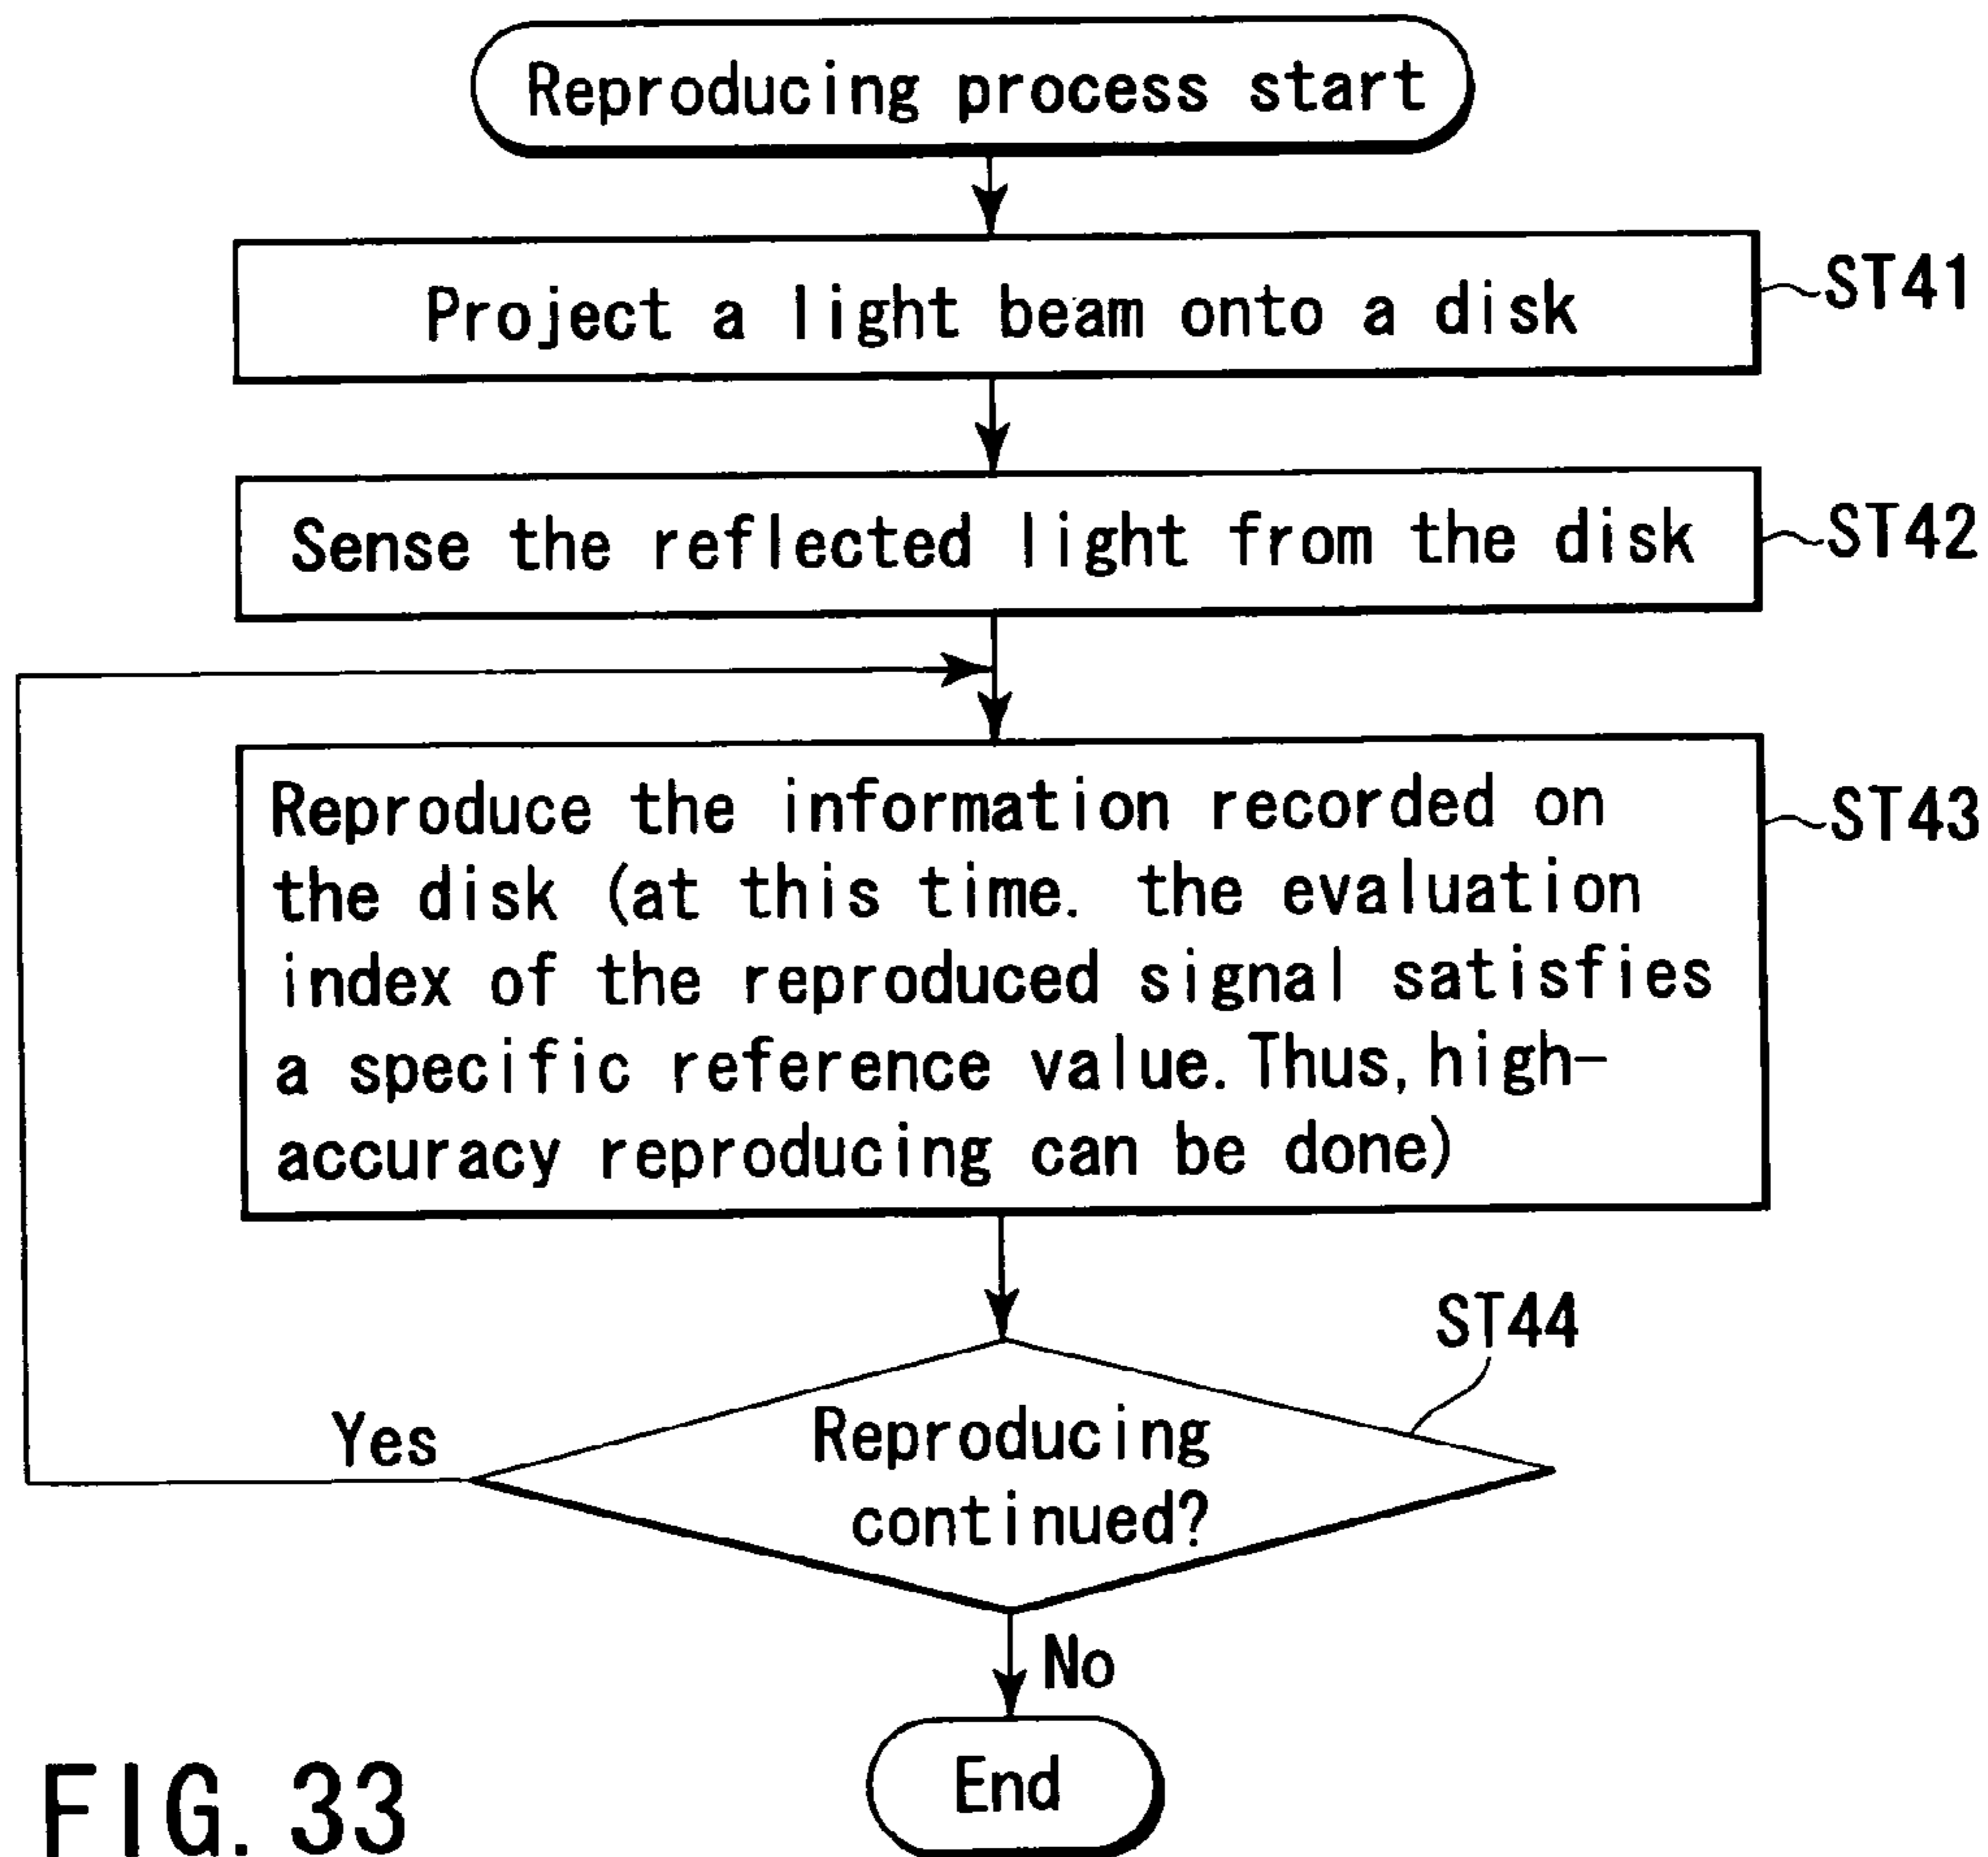 Reproducing process start
Project a light beam onto a disk
ST41
Sense the reflected light from the disk
ST42
Reproduce the information recorded on
the disk (at this time. the evaluation
index of the reproduced signal satisfies
a specific reference value. Thus, high-
accuracy reproducing can be done)
ST43
ST44
Reproducing
continued?
Yes
No
End
FIG. 33